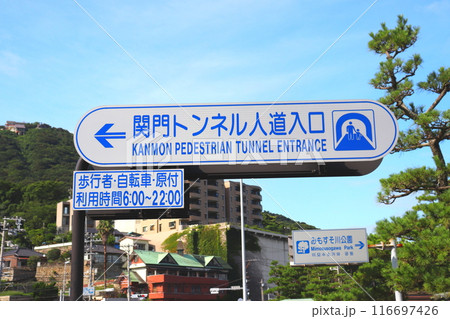 関門トンネル人道入口
KANMON PEDESTRIAN TUNNEL ENTRANCE
歩行者・自転車・原付
利用時間6:00~22:00
みもすそ川公園
Mimosusogawa Park
116697426